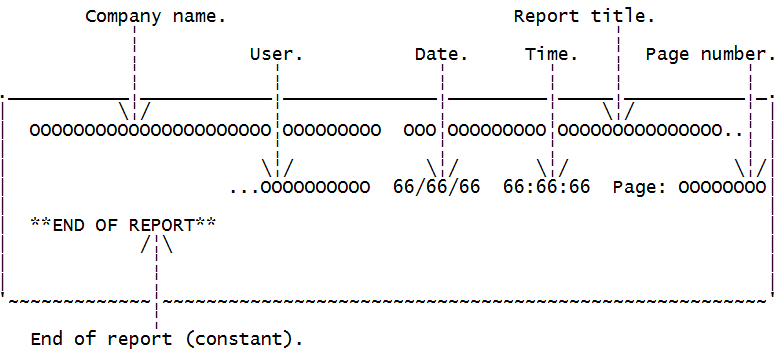 Company name. Report title.
User. Date. Time. Page number.
OOOOOOOOOOOOOOOOOOOOOO OOOOOOOOO OOO OOOOOOOOO OOOOOOOOOOOOOOO..
...OOOOOOOOOO 66/66/66 66:66:66 Page: OOOOOOOO
**END OF REPORT**
End of report (constant).